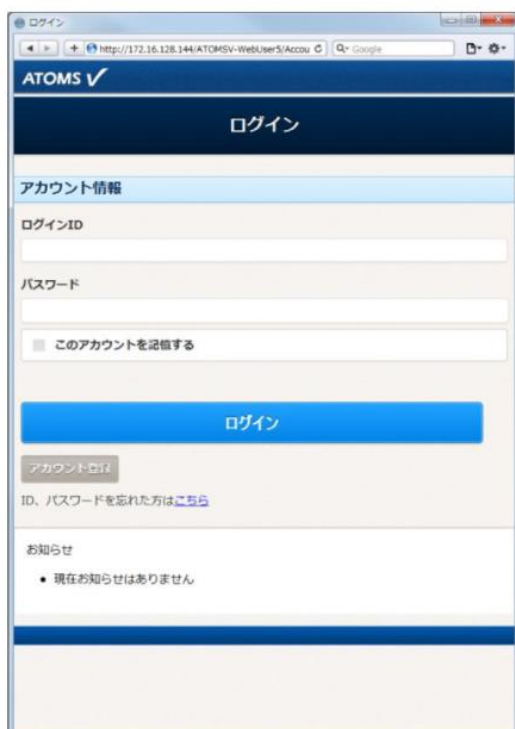 ログイン
http://172.16.128.144/ATOMSV-WebUser5/Accou
Google
ATOMS V
ログイン
アカウント情報
ログインID
パスワード
このアカウントを記憶する
ログイン
アカウント登録
ID、パスワードを忘れた方はこちら
お知らせ
• 現在お知らせはありません